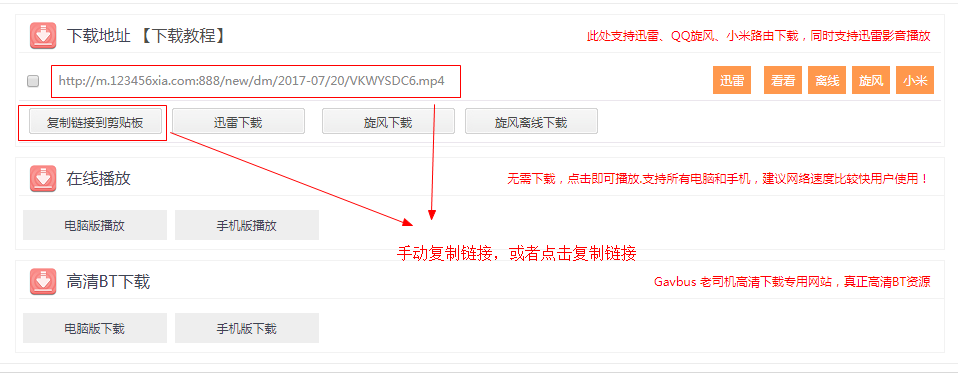 下载地址 【下载教程】
此处支持迅雷、QQ旋风、小米路由下载，同时支持迅雷影音播放
http://m.123456xia.com:888/new/dm/2017-07/20/VKWYSDC6.mp4
迅雷 看看 离线 旋风 小米
复制链接到剪贴板 迅雷下载 旋风下载 旋风离线下载
在线播放
无需下载，点击即可播放,支持所有电脑和手机，建议网络速度比较快用户使用！
电脑版播放 手机版播放
手动复制链接，或者点击复制链接
高清BT下载
Gavbus 老司机高清下载专用网站，真正高清BT资源
电脑版下载 手机版下载